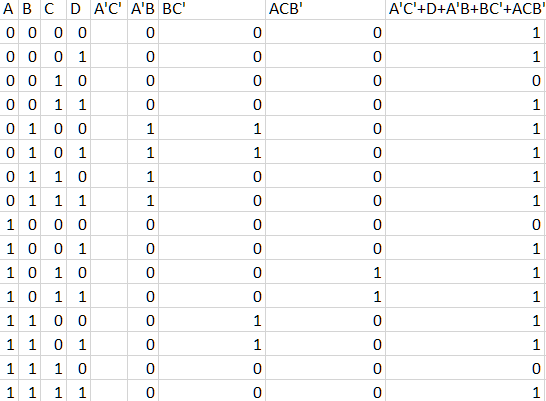 A B C D A'C' A'B BC' ACB' A'C'+D+A'B+BC'+ACB'
0 0 0 0 0 0 0 1
0 0 0 1 0 0 0 1
0 0 1 0 0 0 0 0
0 0 1 1 0 0 0 1
0 1 0 0 1 1 0 1
0 1 0 1 1 1 0 1
0 1 1 0 1 0 0 1
0 1 1 1 1 0 0 1
1 0 0 0 0 0 0 0
1 0 0 1 0 0 0 1
1 0 1 0 0 0 1 1
1 0 1 1 0 0 1 1
1 1 0 0 0 1 0 1
1 1 0 1 0 1 0 1
1 1 1 0 0 0 0 0
1 1 1 1 0 0 0 1